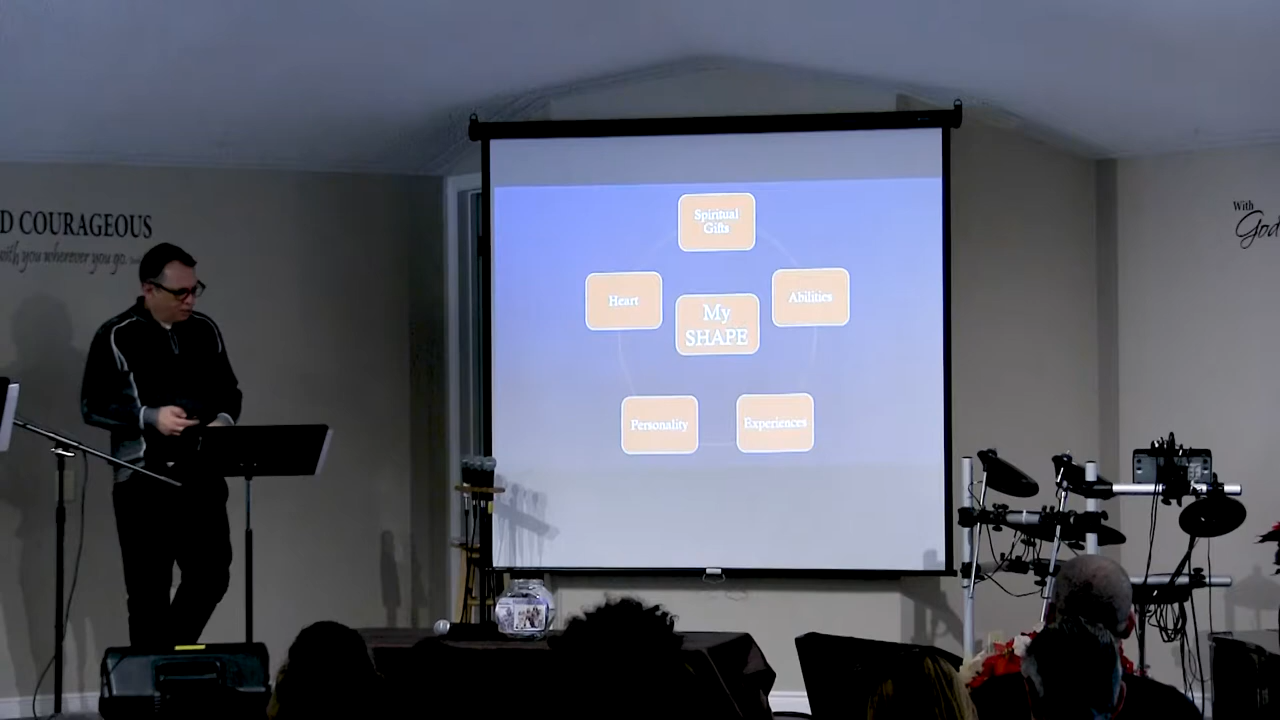 D COURAGEOUS
with you wherever you go.
Spiritual
Gifts
Heart
Abilities
My
SHAPE
Personality
Experiences
With
God